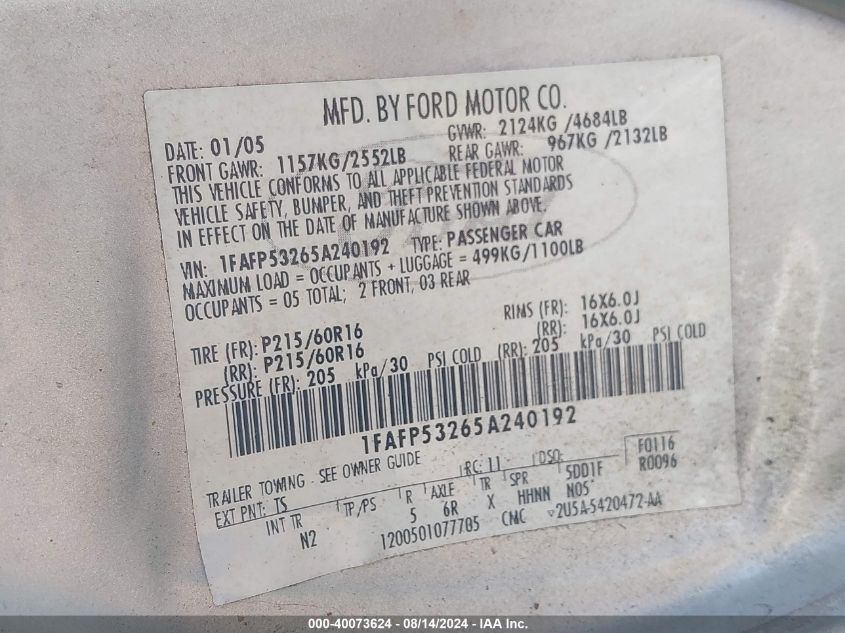 MFD. BY FORD MOTOR CO.
DATE: 01/05 GVWR: 2124KG /4684LB
FRONT GAWR: 1157KG/2552LB REAR GAWR: 967KG /2132LB
THIS VEHICLE CONFORMS TO ALL APPLICABLE FEDERAL MOTOR
VEHICLE SAFETY, BUMPER, AND THEFT PREVENTION STANDARDS
IN EFFECT ON THE DATE OF MANUFACTURE SHOWN ABOVE.
VIN: 1FAFP53265A240192 TYPE: PASSENGER CAR
MAXIMUM LOAD = OCCUPANTS + LUGGAGE = 499KG/1100LB
OCCUPANTS = 05 TOTAL; 2 FRONT, 03 REAR
TIRE (FR): P215/60R16 RIMS (FR): 16X6.0J
(RR): P215/60R16 (RR): 16X6.0J
PRESSURE (FR): 205 kPa/30 PSI COLD (RR): 205 kPa/30 PSI COLD
1FAFP53265A240192
TRAILER TOWING - SEE OWNER GUIDE RC: 11 DSO: F0116
EXT PNT: TS R0096
INT TR TP/PS R AXLE TR SPR 5DD1F
N2 5 6R X HHNN N05
1200501077705 CMC 2U5A-5420472-AA
000-40073624 - 08/14/2024 - IAA Inc.